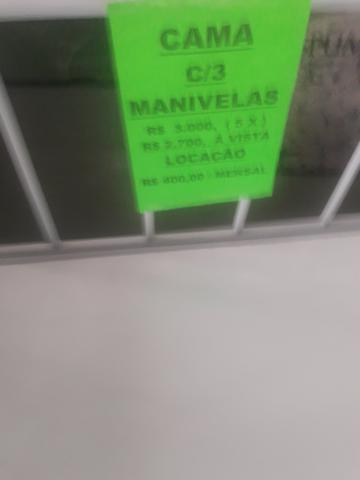 CAMA
C/3
MANIVELAS
R$ 3.000, (5 X)
R$ 2.700, À VISTA
LOCAÇÃO
R$ 400,00 - MENSAL